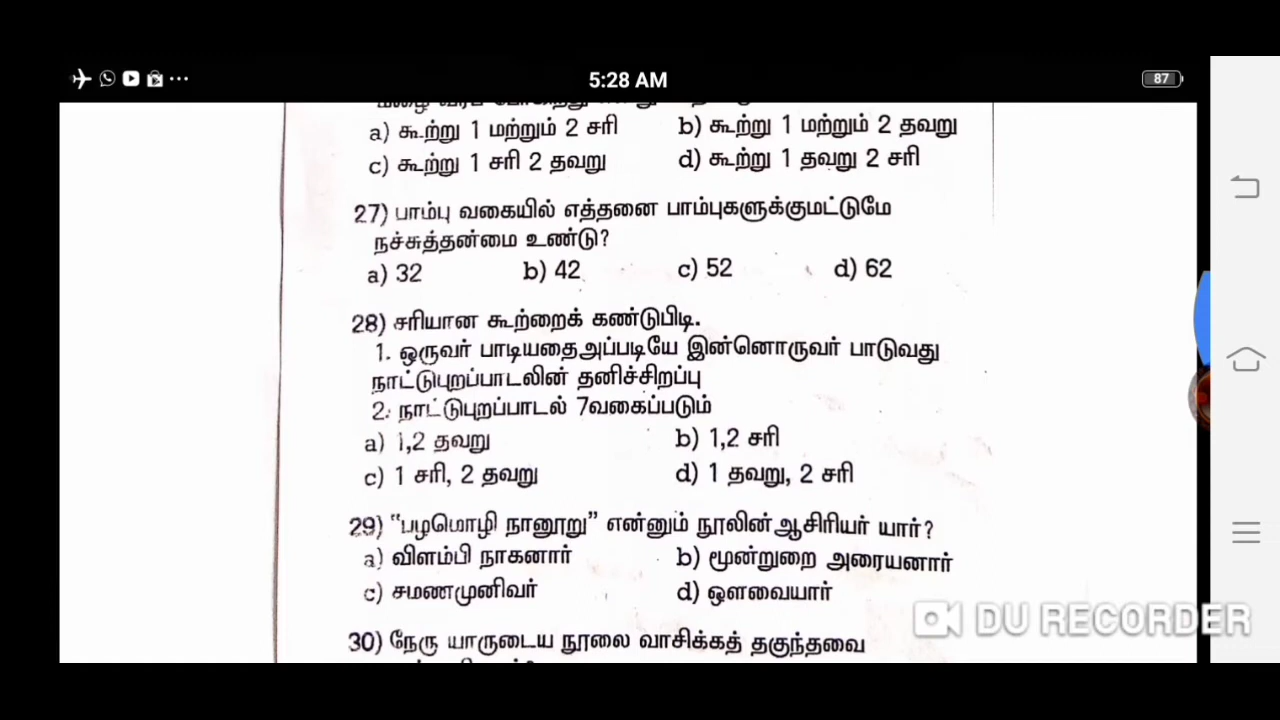 5:28 AM
87
a) கூற்று 1 மற்றும் 2 சரி b) கூற்று 1 மற்றும் 2 தவறு
c) கூற்று 1 சரி 2 தவறு d) கூற்று 1 தவறு 2 சரி
27) பாம்பு வகையில் எத்தனை பாம்புகளுக்குமட்டுமே
நச்சுத்தன்மை உண்டு?
a) 32 b) 42 c) 52 d) 62
28) சரியான கூற்றைக் கண்டுபிடி.
1. ஒருவர் பாடியதைஅப்படியே இன்னொருவர் பாடுவது
நாட்டுபுறப்பாடலின் தனிச்சிறப்பு
2. நாட்டுபுறப்பாடல் 7வகைப்படும்
a) 1,2 தவறு b) 1,2 சரி
c) 1 சரி, 2 தவறு d) 1 தவறு, 2 சரி
29) “பழமொழி நானூறு” என்னும் நூலின்ஆசிரியர் யார்?
a) விளம்பி நாகனார் b) மூன்றுறை அரையனார்
c) சமணமுனிவர் d) ஔவையார்
DU RECORDER
30) நேரு யாருடைய நூலை வாசிக்கத் தகுந்தவை